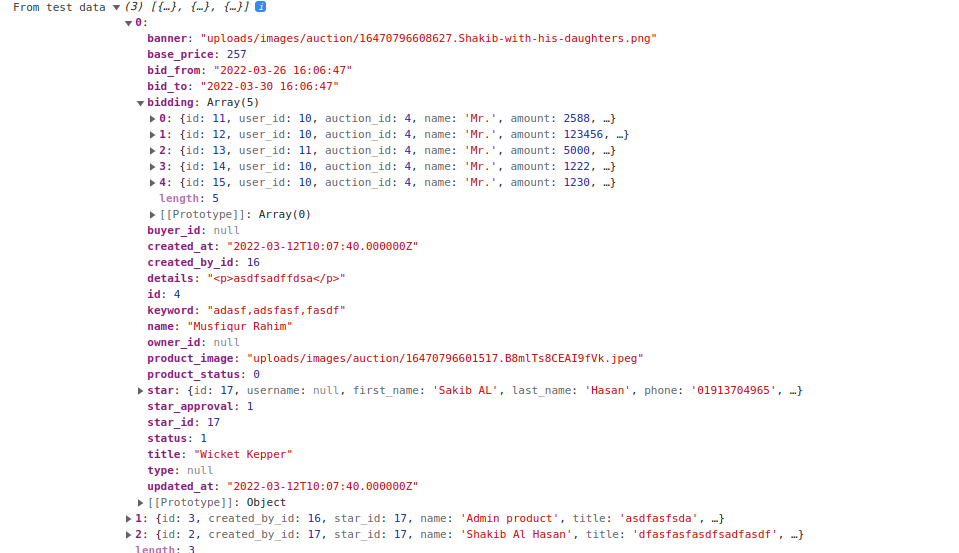 From test data ▼(3) [{…}, {…}, {…}] i
▼0:
banner: "uploads/images/auction/16470796608627.Shakib-with-his-daughters.png"
base_price: 257
bid_from: "2022-03-26 16:06:47"
bid_to: "2022-03-30 16:06:47"
▼bidding: Array(5)
▶0: {id: 11, user_id: 10, auction_id: 4, name: 'Mr.', amount: 2588, …}
▶1: {id: 12, user_id: 10, auction_id: 4, name: 'Mr.', amount: 123456, …}
▶2: {id: 13, user_id: 11, auction_id: 4, name: 'Mr.', amount: 5000, …}
▶3: {id: 14, user_id: 10, auction_id: 4, name: 'Mr.', amount: 1222, …}
▶4: {id: 15, user_id: 10, auction_id: 4, name: 'Mr.', amount: 1230, …}
length: 5
▶[[Prototype]]: Array(0)
buyer_id: null
created_at: "2022-03-12T10:07:40.000000Z"
created_by_id: 16
details: "<p>asdfsadffdsa</p>"
id: 4
keyword: "adasf,adsfasf,fasdf"
name: "Musfiqur Rahim"
owner_id: null
product_image: "uploads/images/auction/16470796601517.B8mlTs8CEAI9fVk.jpeg"
product_status: 0
▶star: {id: 17, username: null, first_name: 'Sakib AL', last_name: 'Hasan', phone: '01913704965', …}
star_approval: 1
star_id: 17
status: 1
title: "Wicket Kepper"
type: null
updated_at: "2022-03-12T10:07:40.000000Z"
▶[[Prototype]]: Object
▶1: {id: 3, created_by_id: 16, star_id: 17, name: 'Admin product', title: 'asdfasfsda', …}
▶2: {id: 2, created_by_id: 17, star_id: 17, name: 'Shakib Al Hasan', title: 'dfasfasfasdfsadfasdf', …}
length: 3